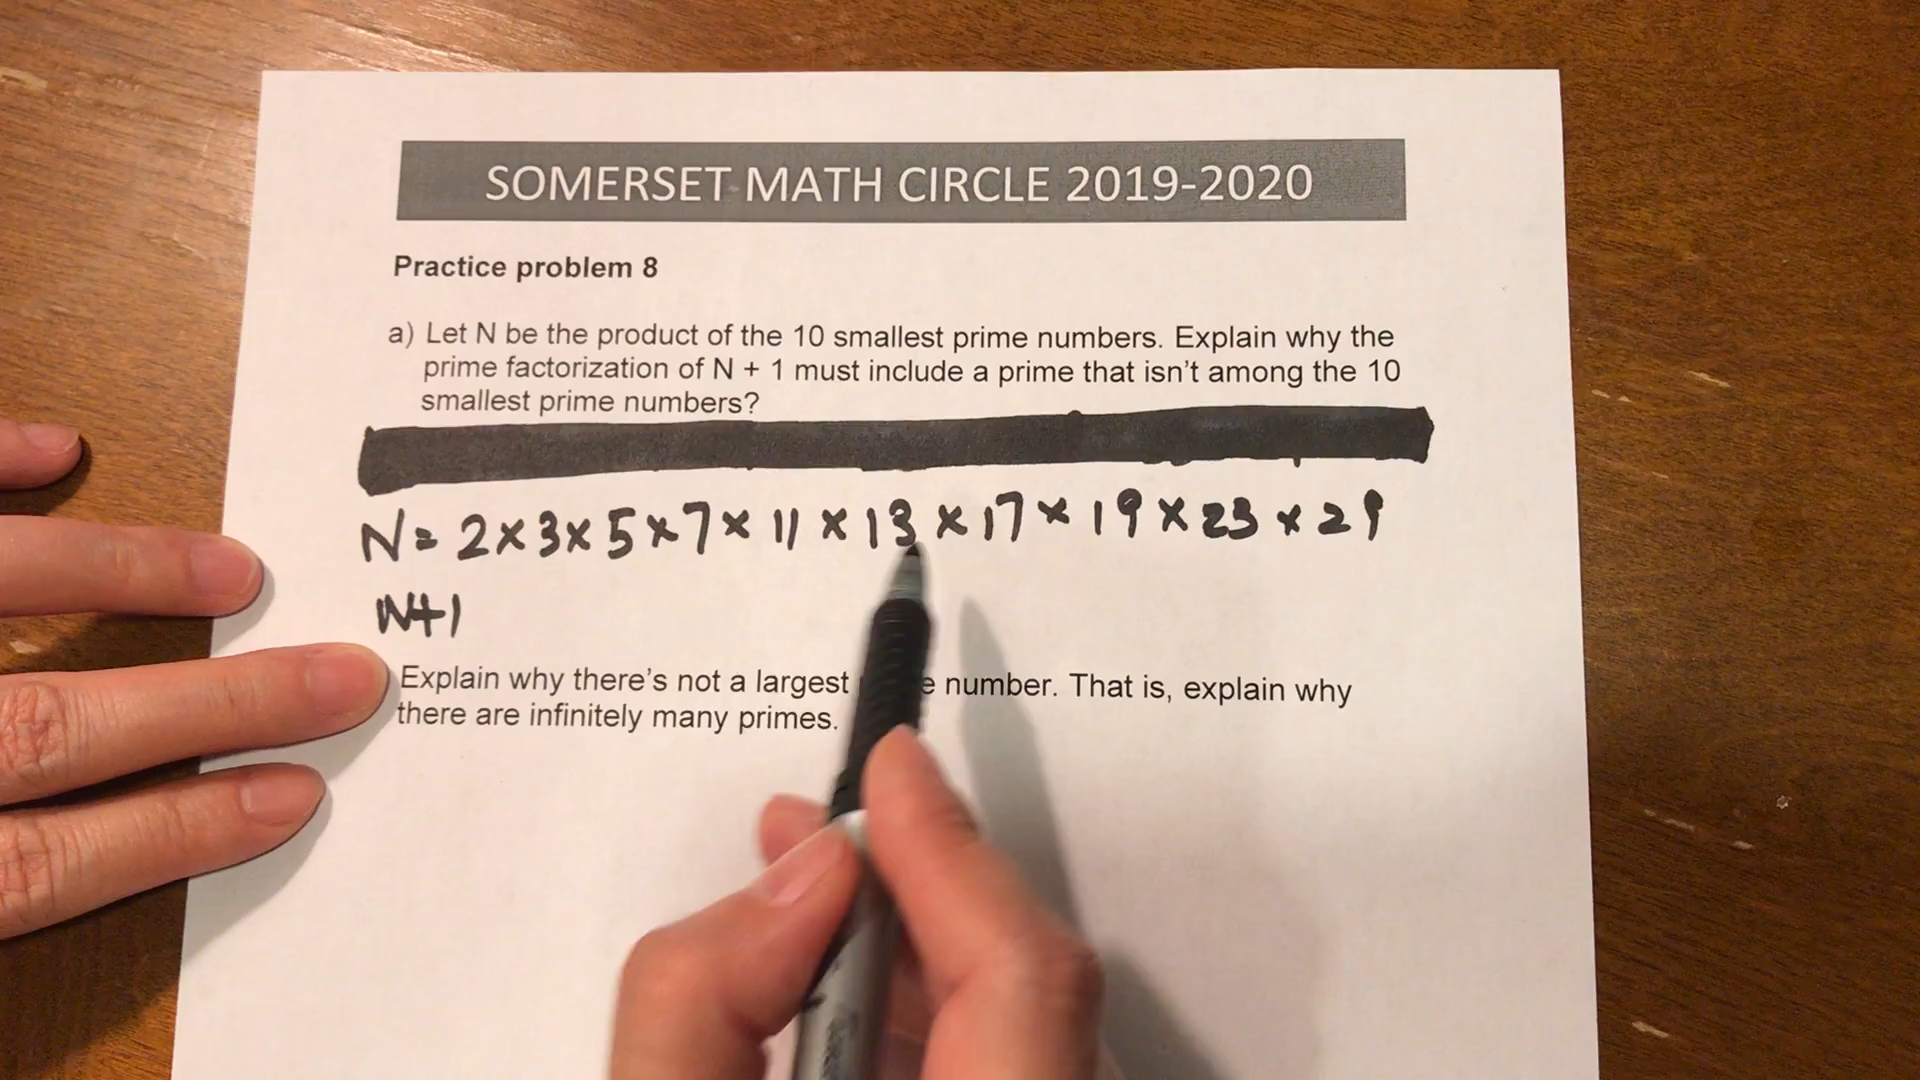 SOMERSET MATH CIRCLE 2019-2020
Practice problem 8
a) Let N be the product of the 10 smallest prime numbers. Explain why the
prime factorization of N + 1 must include a prime that isn't among the 10
smallest prime numbers?
N = 2 × 3 × 5 × 7 × 11 × 13 × 17 × 19 × 23 × 29
N+1
Explain why there's not a largest number. That is, explain why
there are infinitely many primes.